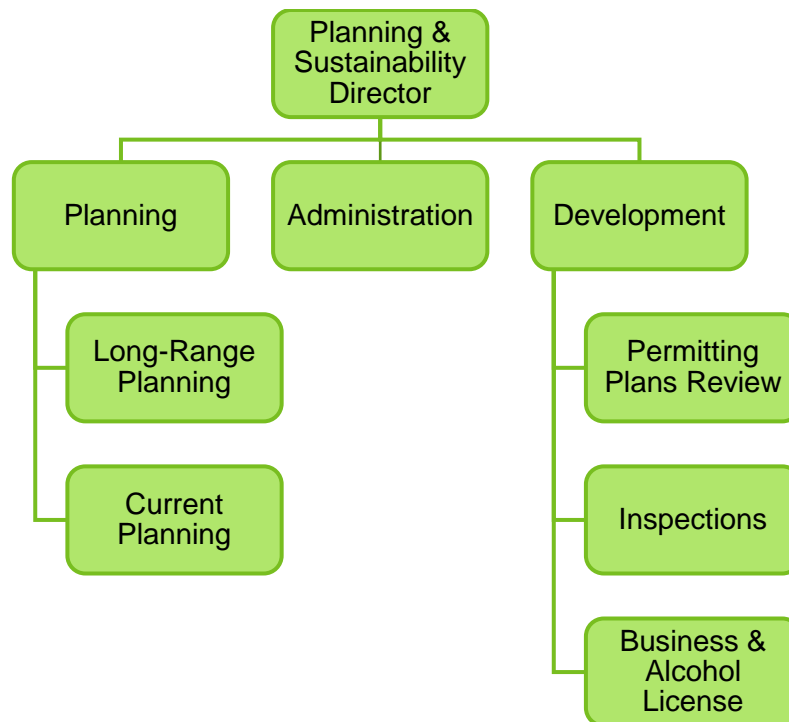 Planning &
Sustainability
Director
Planning
Administration
Development
Long-Range
Planning
Permitting
Plans Review
Current
Planning
Inspections
Business &
Alcohol
License